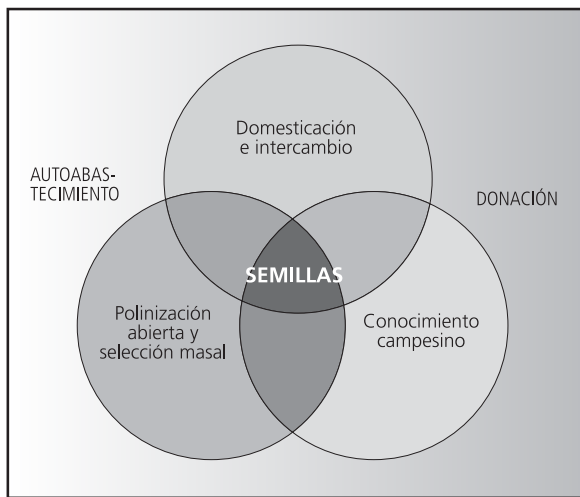 Domesticación
e intercambio
AUTOABAS-
TECIMIENTO
DONACIÓN
SEMILLAS
Polinización
abierta y
selección masal
Conocimiento
campesino